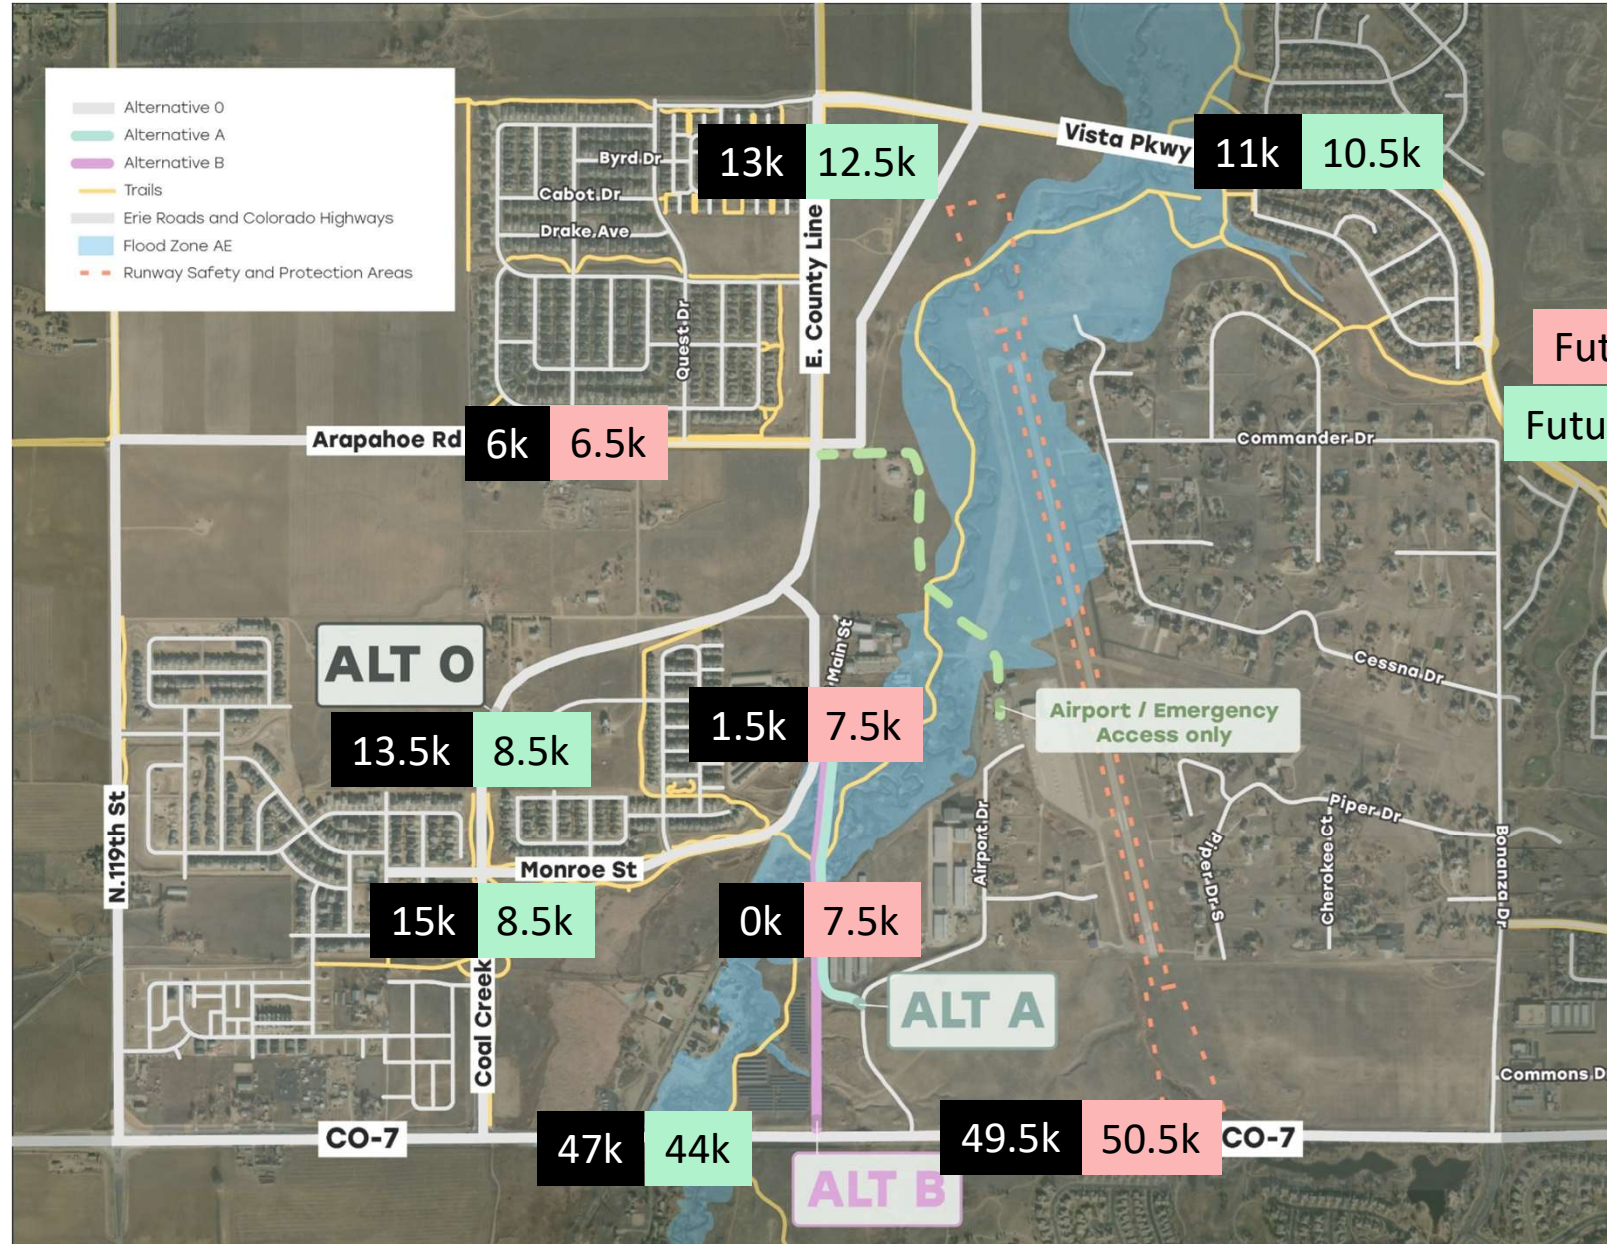 Alternative 0
Alternative A
Alternative B
Trails
Erie Roads and Colorado Highways
Flood Zone AE
Runway Safety and Protection Areas
Byrd Dr
Cabot Dr
Drake Ave
Quest Dr
13k 12.5k
E. County Line
Vista Pkwy
11k 10.5k
Fut
Futu
Arapahoe Rd
6k 6.5k
Commander Dr
Cessna Dr
ALT 0
Main St
13.5k 8.5k
1.5k 7.5k
Airport / Emergency
Access only
N. 119th St
Monroe St
Airport Dr
Piper Dr
Piper Dr S
Cherokee Ct
Bonanza Dr
15k 8.5k
0k 7.5k
Coal Creek
ALT A
Commons D
CO-7
47k 44k
49.5k 50.5k
CO-7
ALT B